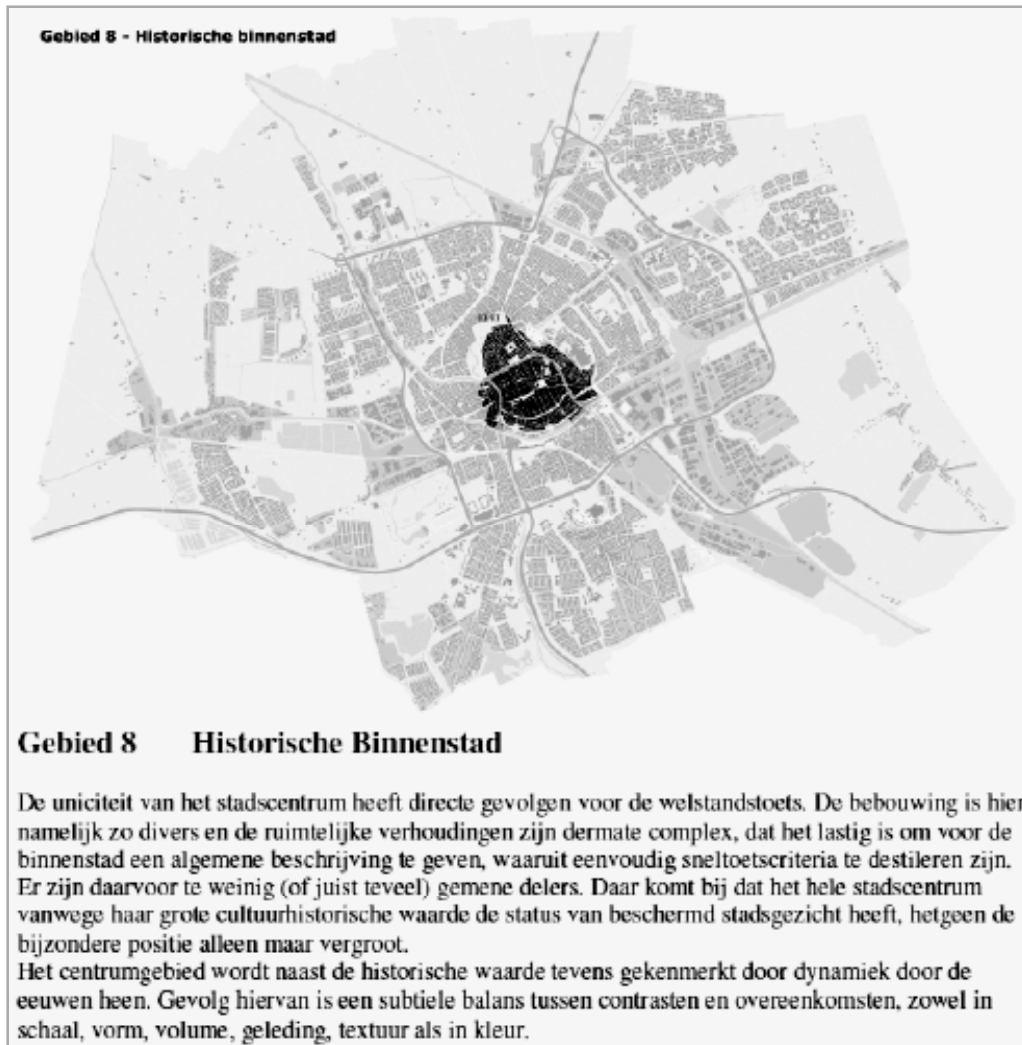 Gebied 8 - Historische binnenstad
Gebied 8 Historische Binnenstad
De uniciteit van het stadscentrum heeft directe gevolgen voor de welstandstoets. De bebouwing is hier
namelijk zo divers en de ruimtelijke verhoudingen zijn dermate complex, dat het lastig is om voor de
binnenstad een algemene beschrijving te geven, waaruit eenvoudig sneltoetscriteria te destileren zijn.
Er zijn daarvoor te weinig (of juist teveel) gemene delers. Daar komt bij dat het hele stadscentrum
vanwege haar grote cultuurhistorische waarde de status van beschermd stadsgezicht heeft, hetgeen de
bijzondere positie alleen maar vergroot.
Het centrumgebied wordt naast de historische waarde tevens gekenmerkt door dynamiek door de
eeuwen heen. Gevolg hiervan is een subtiele balans tussen contrasten en overeenkomsten, zowel in
schaal, vorm, volume, geleding, textuur als in kleur.